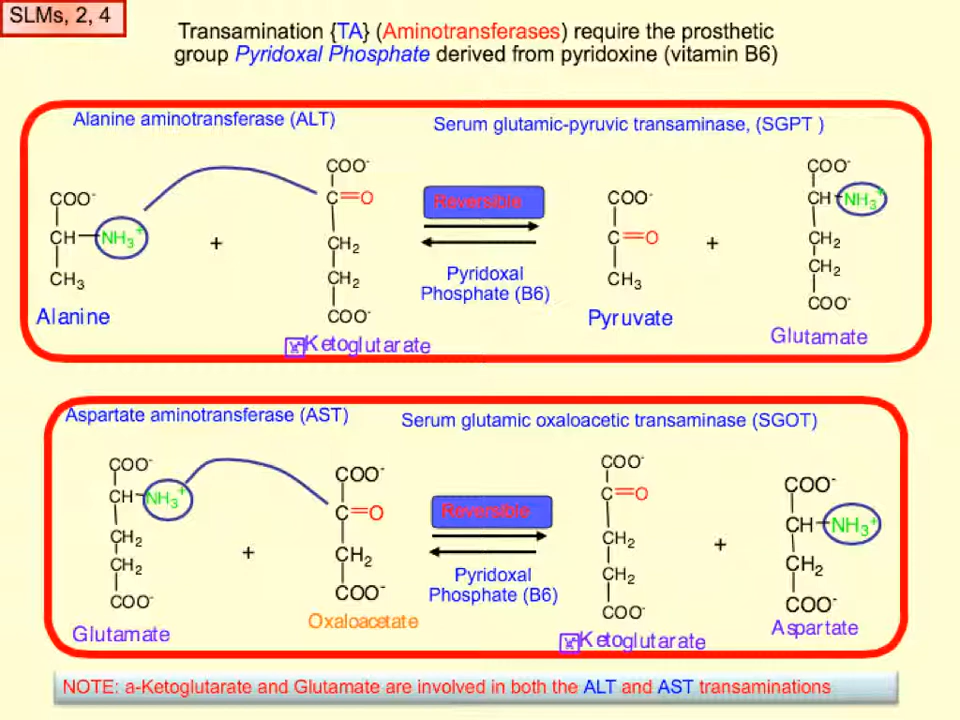 SLMs, 2, 4
Transamination {TA} (Aminotransferases) require the prosthetic
group Pyridoxal Phosphate derived from pyridoxine (vitamin B6)
Alanine aminotransferase (ALT)
Serum glutamic-pyruvic transaminase, (SGPT )
COO-
CH
NH3+
CH3
Alanine
+
COO-
C=O
CH2
CH2
COO-
Ketoglutarate
Reversible
Pyridoxal
Phosphate (B6)
COO-
C=O
CH3
Pyruvate
+
COO-
CH
NH3+
CH2
CH2
COO-
Glutamate
Aspartate aminotransferase (AST)
Serum glutamic oxaloacetic transaminase (SGOT)
COO-
CH
NH3+
CH2
CH2
COO-
Glutamate
+
COO-
C=O
CH2
COO-
Oxaloacetate
Reversible
Pyridoxal
Phosphate (B6)
COO-
C=O
CH2
CH2
COO-
Ketoglutarate
+
COO-
CH
NH3+
CH2
COO-
Aspartate
NOTE: a-Ketoglutarate and Glutamate are involved in both the ALT and AST transaminations